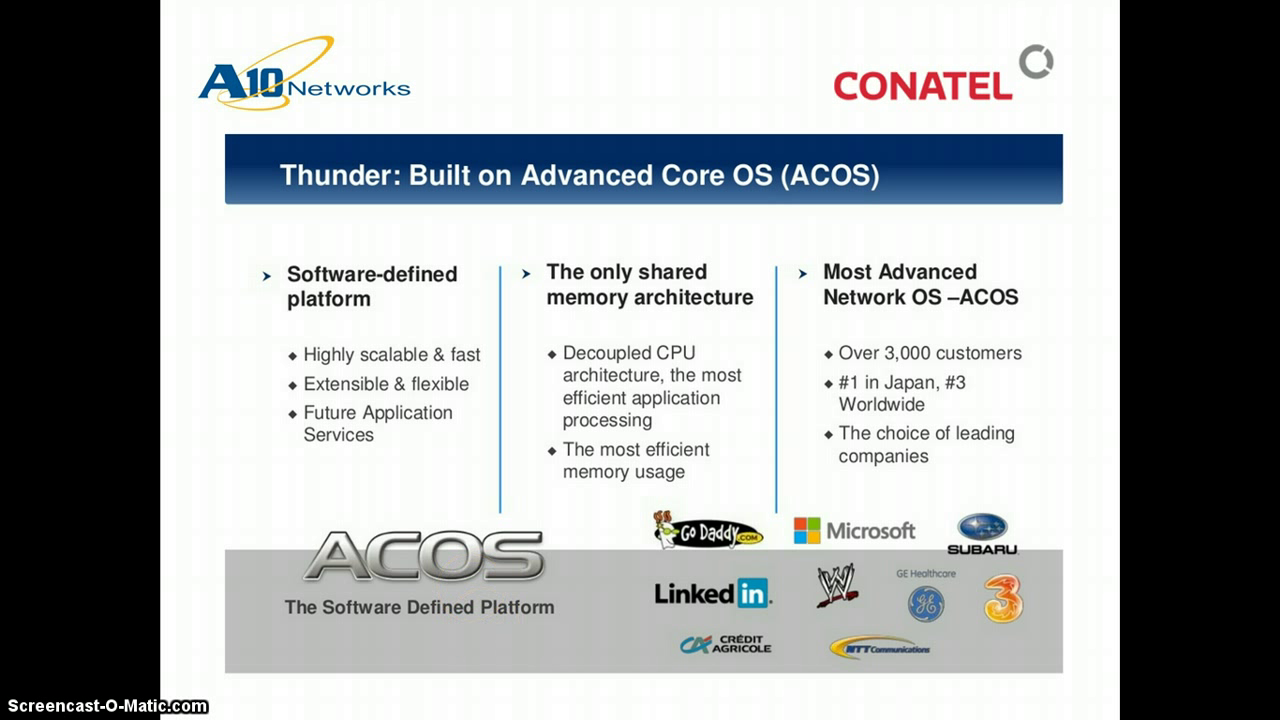 A10 Networks
CONATEL
Thunder: Built on Advanced Core OS (ACOS)
Software-defined
platform
Highly scalable & fast
Extensible & flexible
Future Application
Services
The only shared
memory architecture
Decoupled CPU
architecture, the most
efficient application
processing
The most efficient
memory usage
Most Advanced
Network OS –ACOS
Over 3,000 customers
#1 in Japan, #3
Worldwide
The choice of leading
companies
ACOS
The Software Defined Platform
Go Daddy.COM
Microsoft
SUBARU
Linked in
W
GE Healthcare
GE
3
CA CRÉDIT
AGRICOLE
NTT Communications
Screencast-O-Matic.com